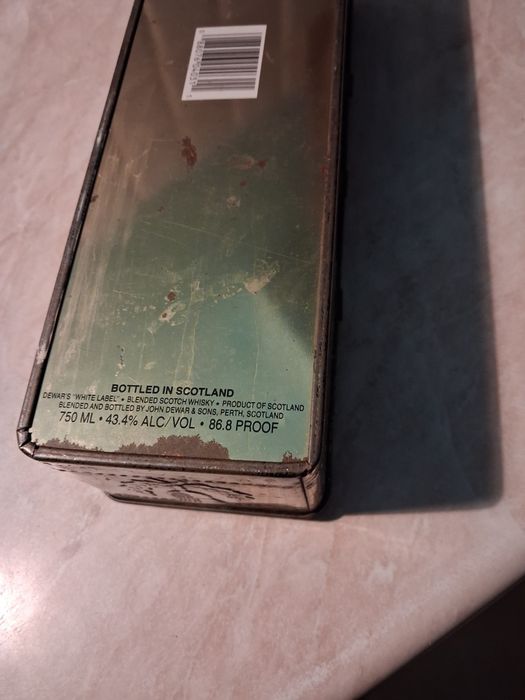 BOTTLED IN SCOTLAND
DEWAR'S "WHITE LABEL" • BLENDED SCOTCH WHISKY • PRODUCT OF SCOTLAND
BLENDED AND BOTTLED BY JOHN DEWAR & SONS, PERTH, SCOTLAND
750 ML • 43.4% ALC/VOL • 86.8 PROOF